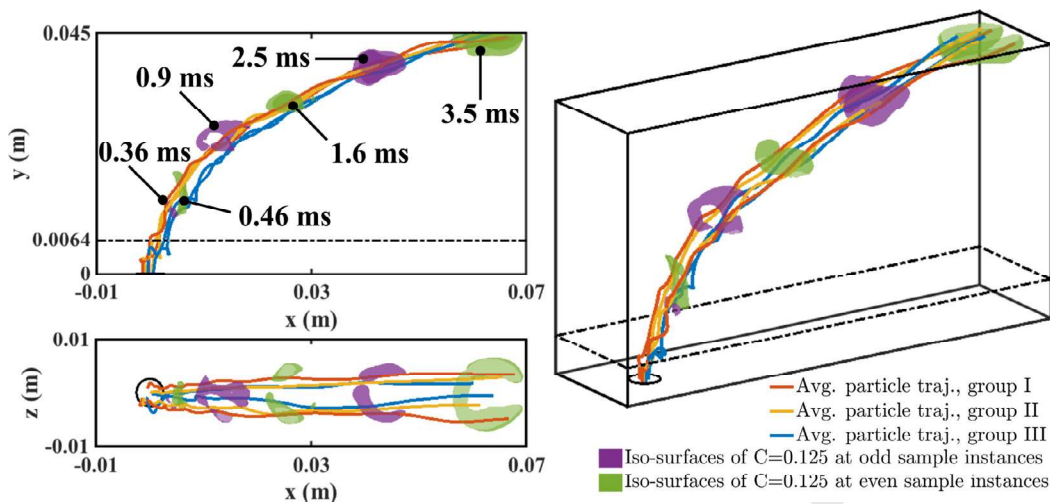 0.045
2.5 ms
0.9 ms
3.5 ms
y (m)
0.36 ms
1.6 ms
0.46 ms
0.0064
0
-0.01
0.03
0.07
x (m)
0.01
z (m)
-0.01
-0.01
0.03
0.07
x (m)
Avg. particle traj., group I
Avg. particle traj., group II
Avg. particle traj., group III
Iso-surfaces of C=0.125 at odd sample instances
Iso-surfaces of C=0.125 at even sample instances